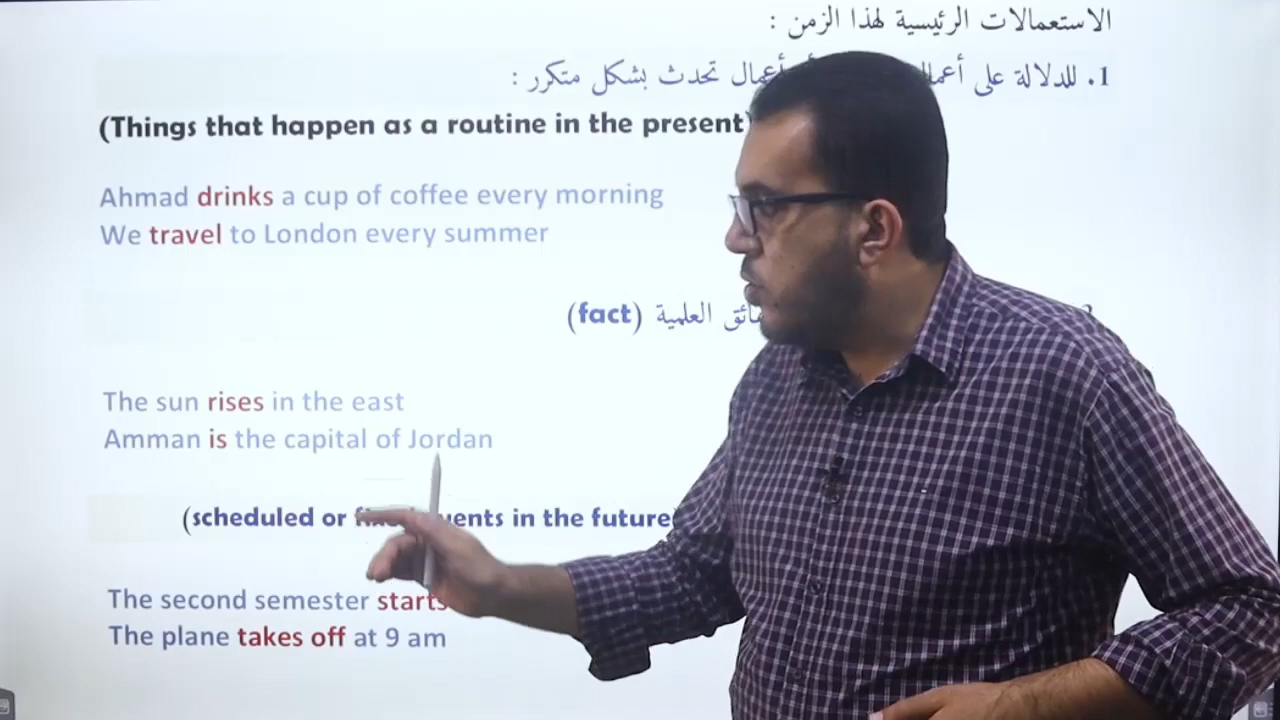 الاستعمالات الرئيسية لهذا الزمن :
1. للدلالة على أعمال تحدث بشكل متكرر :
(Things that happen as a routine in the present)
Ahmad drinks a cup of coffee every morning
We travel to London every summer
العلمية (fact)
The sun rises in the east
Amman is the capital of Jordan
(scheduled or events in the future
The second semester starts
The plane takes off at 9 am